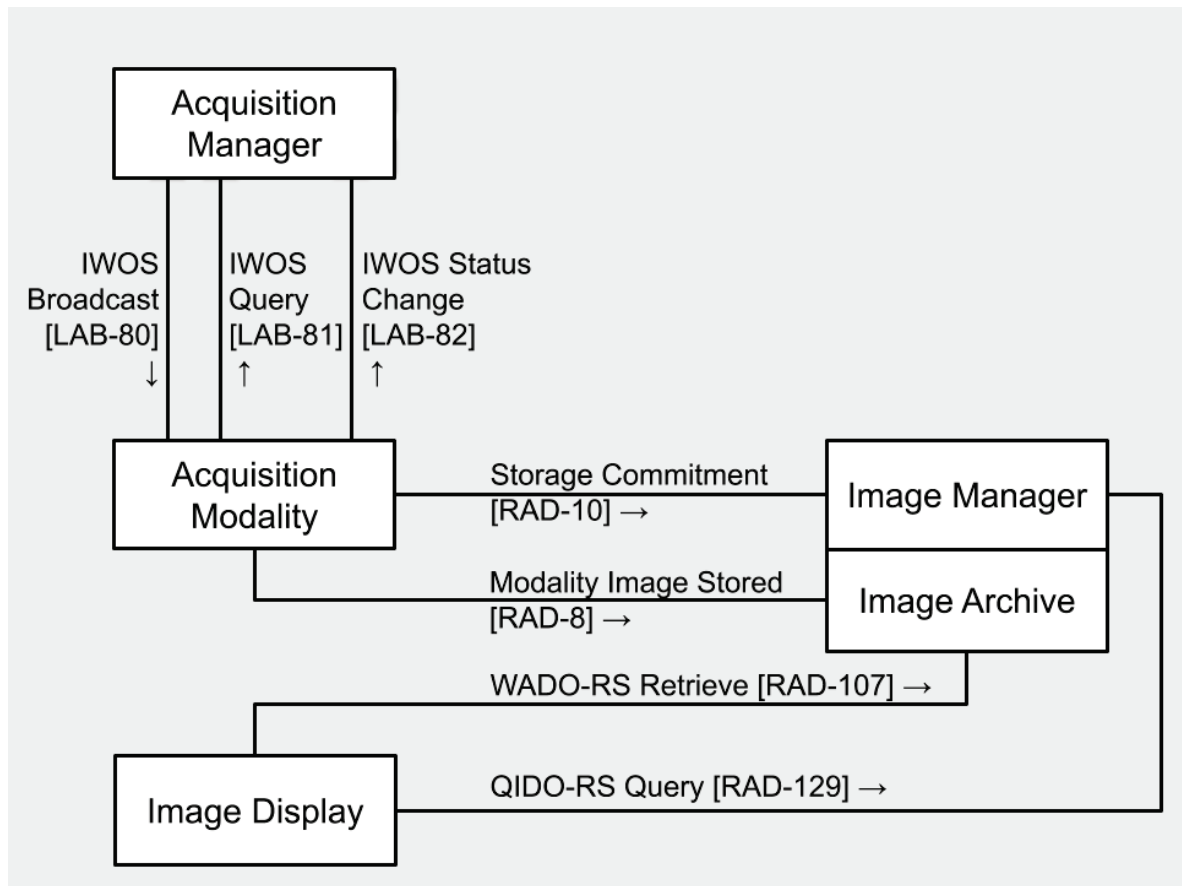 Acquisition
Manager
IWOS
Broadcast
[LAB-80]
↓
IWOS
Query
[LAB-81]
↑
IWOS Status
Change
[LAB-82]
↑
Acquisition
Modality
Storage Commitment
[RAD-10] →
Image Manager
Modality Image Stored
[RAD-8] →
Image Archive
WADO-RS Retrieve [RAD-107] →
Image Display
QIDO-RS Query [RAD-129] →